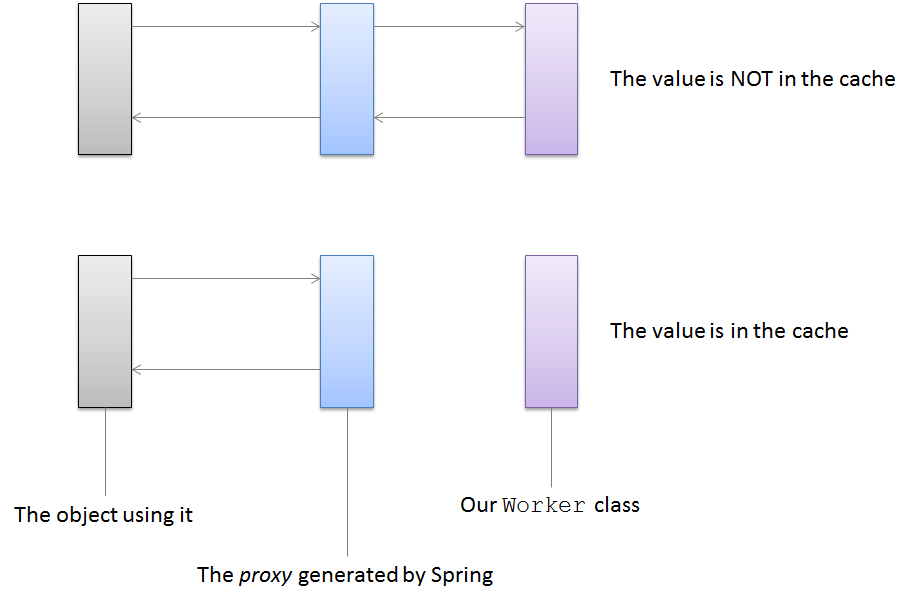 The value is NOT in the cache
The value is in the cache
The object using it
Our Worker class
The proxy generated by Spring